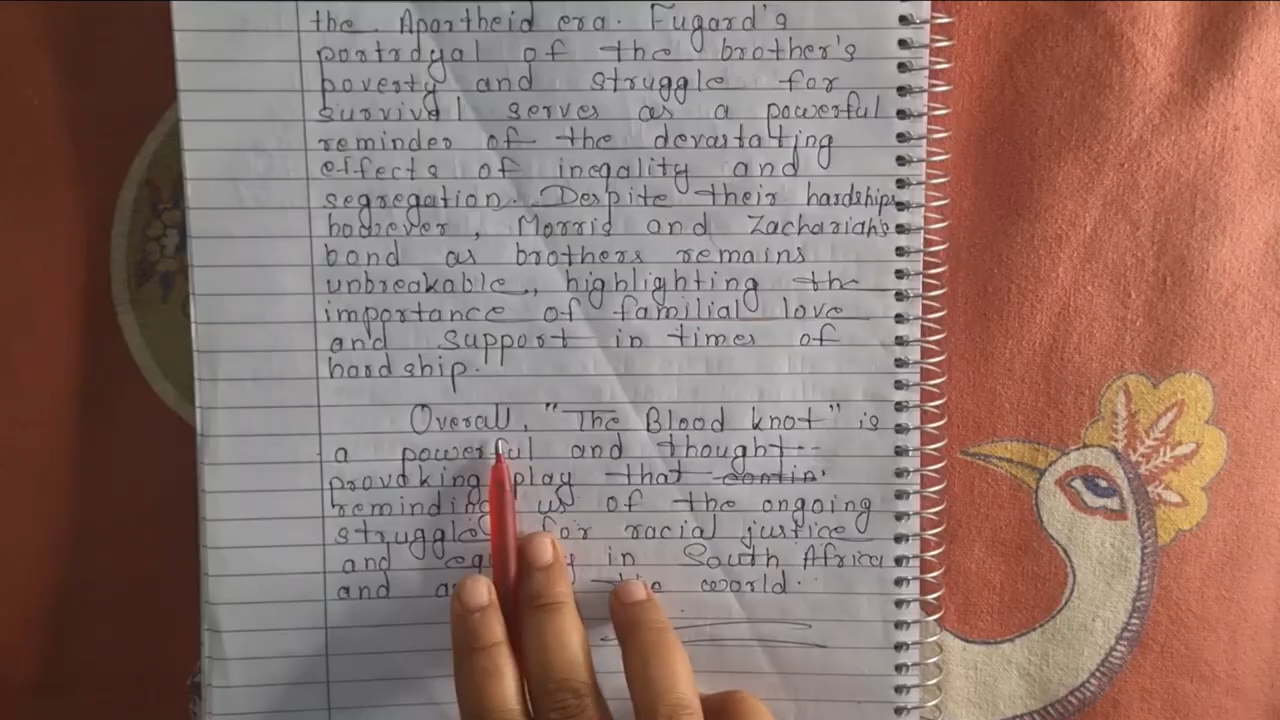 the Apartheid era. Fugard's
portrayal of the brother's
poverty and struggle for
survival serves as a powerful
reminder of the devastating
effects of inegality and
segregation. Despite their hardships
however, Morris and Zachariah's
bond as brothers remains
unbreakable, highlighting the
importance of familial love
and support in times of
hardship.
Overall, "The Blood knot" is
a powerful and thought-
provoking play that contin
reminding us of the ongoing
struggle for racial justice
and in South Africa
and the world.